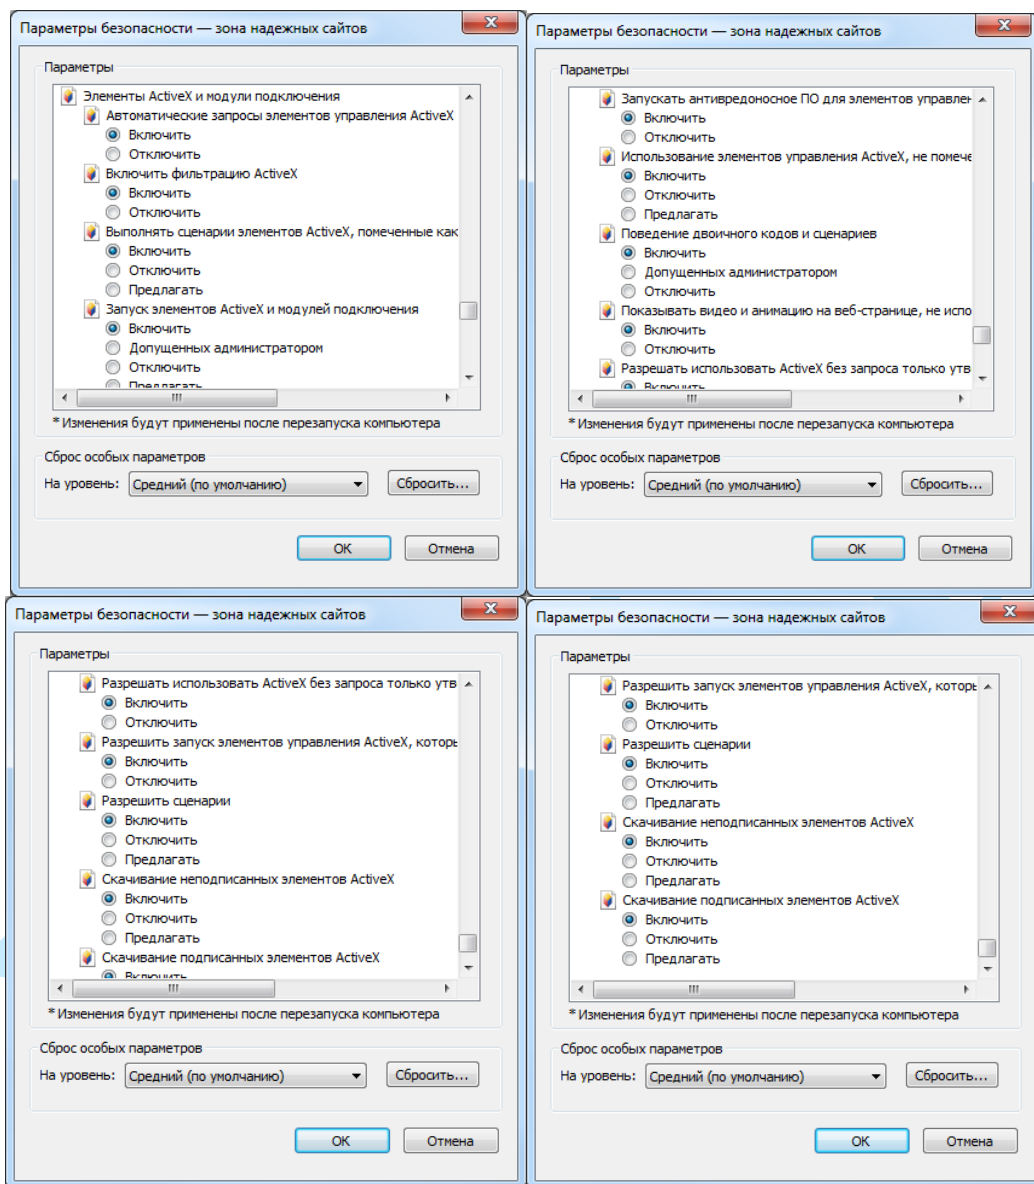 Параметры безопасности — зона надежных сайтов
Параметры
Элементы ActiveX и модули подключения
Автоматические запросы элементов управления ActiveX
Включить
Отключить
Включить фильтрацию ActiveX
Включить
Отключить
Выполнять сценарии элементов ActiveX, помеченные как
Включить
Отключить
Предлагать
Запуск элементов ActiveX и модулей подключения
Включить
Допущенных администратором
Отключить
Предлагать
* Изменения будут применены после перезапуска компьютера
Сброс особых параметров
На уровень: Средний (по умолчанию) Сбросить...
ОК Отмена
Параметры безопасности — зона надежных сайтов
Параметры
Запускать антивредоносное ПО для элементов управлен
Включить
Отключить
Использование элементов управления ActiveX, не помече
Включить
Отключить
Предлагать
Поведение двоичного кодов и сценариев
Включить
Допущенных администратором
Отключить
Показывать видео и анимацию на веб-странице, не испо
Включить
Отключить
Разрешать использовать ActiveX без запроса только утв
Включить
* Изменения будут применены после перезапуска компьютера
Сброс особых параметров
На уровень: Средний (по умолчанию) Сбросить...
ОК Отмена
Параметры безопасности — зона надежных сайтов
Параметры
Разрешать использовать ActiveX без запроса только утв
Включить
Отключить
Разрешить запуск элементов управления ActiveX, которь
Включить
Отключить
Разрешить сценарии
Включить
Отключить
Предлагать
Скачивание неподписанных элементов ActiveX
Включить
Отключить
Предлагать
Скачивание подписанных элементов ActiveX
Включить
* Изменения будут применены после перезапуска компьютера
Сброс особых параметров
На уровень: Средний (по умолчанию) Сбросить...
ОК Отмена
Параметры безопасности — зона надежных сайтов
Параметры
Разрешить запуск элементов управления ActiveX, которь
Включить
Отключить
Разрешить сценарии
Включить
Отключить
Предлагать
Скачивание неподписанных элементов ActiveX
Включить
Отключить
Предлагать
Скачивание подписанных элементов ActiveX
Включить
Отключить
Предлагать
* Изменения будут применены после перезапуска компьютера
Сброс особых параметров
На уровень: Средний (по умолчанию) Сбросить...
ОК Отмена